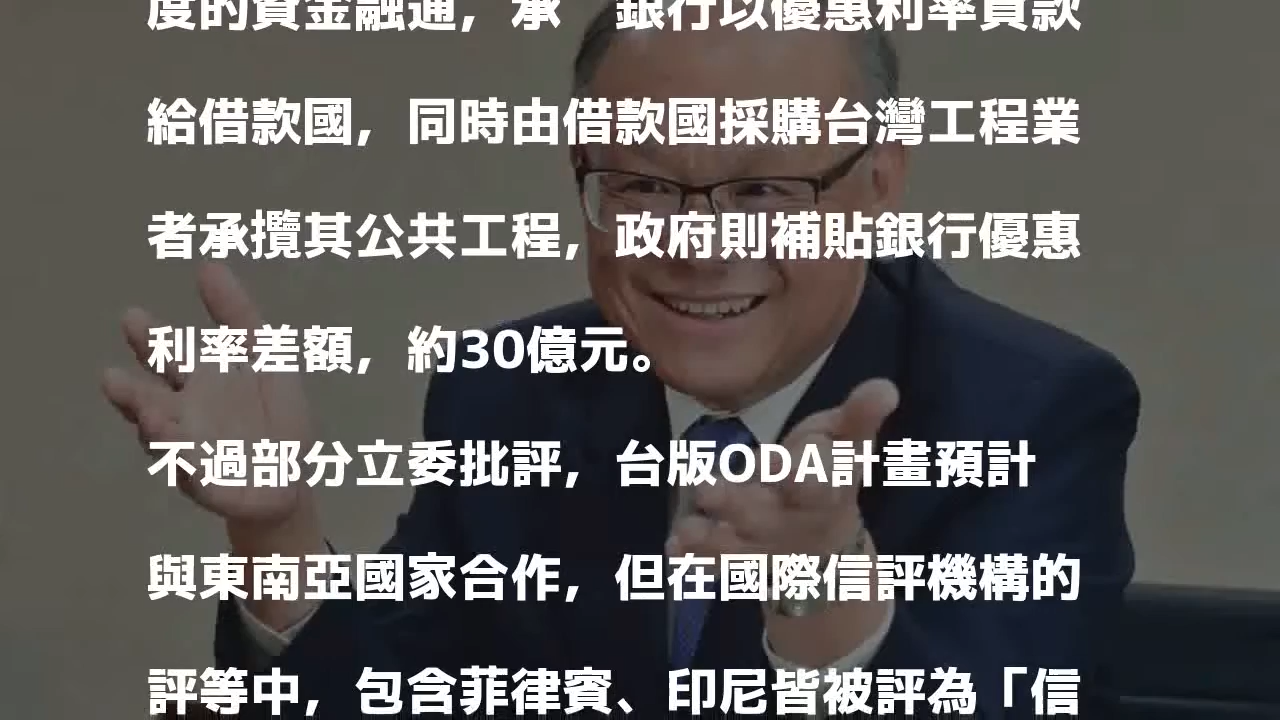 度的資金融通，承　銀行以優惠利率貸款
給借款國，同時由借款國採購台灣工程業
者承攬其公共工程，政府則補貼銀行優惠
利率差額，約30億元。
不過部分立委批評，台版ODA計畫預計
與東南亞國家合作，但在國際信評機構的
評等中，包含菲律賓、印尼皆被評為「信